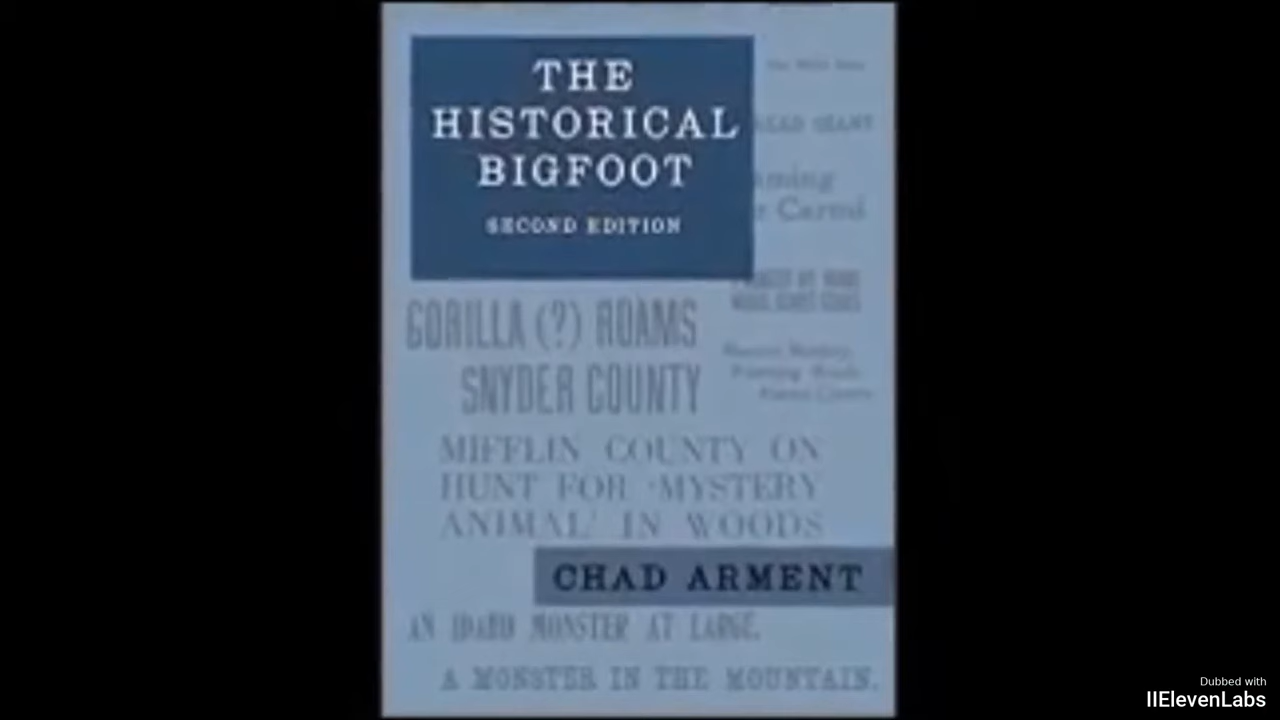 THE
HISTORICAL
BIGFOOT
SECOND EDITION
GORILLA (?) ROAMS
SNYDER COUNTY
MIFFLIN COUNTY ON
HUNT FOR 'MYSTERY
ANIMAL' IN WOODS
CHAD ARMENT
AN IDAHO MONSTER AT LARGE.
A MONSTER IN THE MOUNTAIN.
Dubbed with
IIElevenLabs